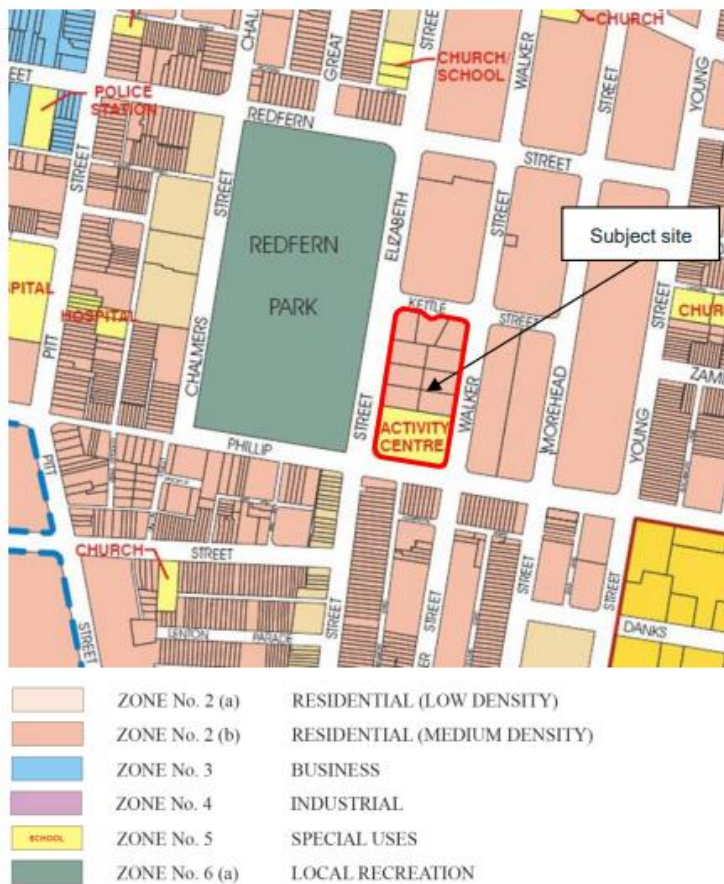 CHURCH
CHURCH/
SCHOOL
GREAT
STREET
WALKER
STREET
YOUNG
POLICE
STATION
STREET
STREET
REDFERN
STREET
REDFERN
PARK
ELIZABETH
STREET
Subject site
KETTLE
STREET
HOSPITAL
PITT
CHALMERS
STREET
WALKER
MOREHEAD
STREET
YOUNG
ACTIVITY
CENTRE
PHILLIP
PITT
CHURCH
STREET
LENTON PARADE
STREET
STREET
STREET
STREET
STREET
DANKS
ZONE No. 2 (a) RESIDENTIAL (LOW DENSITY)
ZONE No. 2 (b) RESIDENTIAL (MEDIUM DENSITY)
ZONE No. 3 BUSINESS
ZONE No. 4 INDUSTRIAL
SCHOOL ZONE No. 5 SPECIAL USES
ZONE No. 6 (a) LOCAL RECREATION